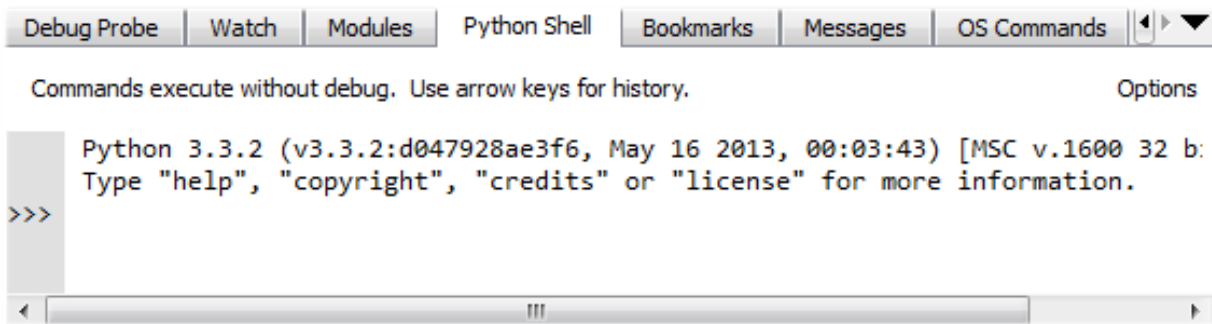 Debug Probe Watch Modules Python Shell Bookmarks Messages OS Commands
Commands execute without debug. Use arrow keys for history. Options
Python 3.3.2 (v3.3.2:d047928ae3f6, May 16 2013, 00:03:43) [MSC v.1600 32
Type "help", "copyright", "credits" or "license" for more information.
>>>